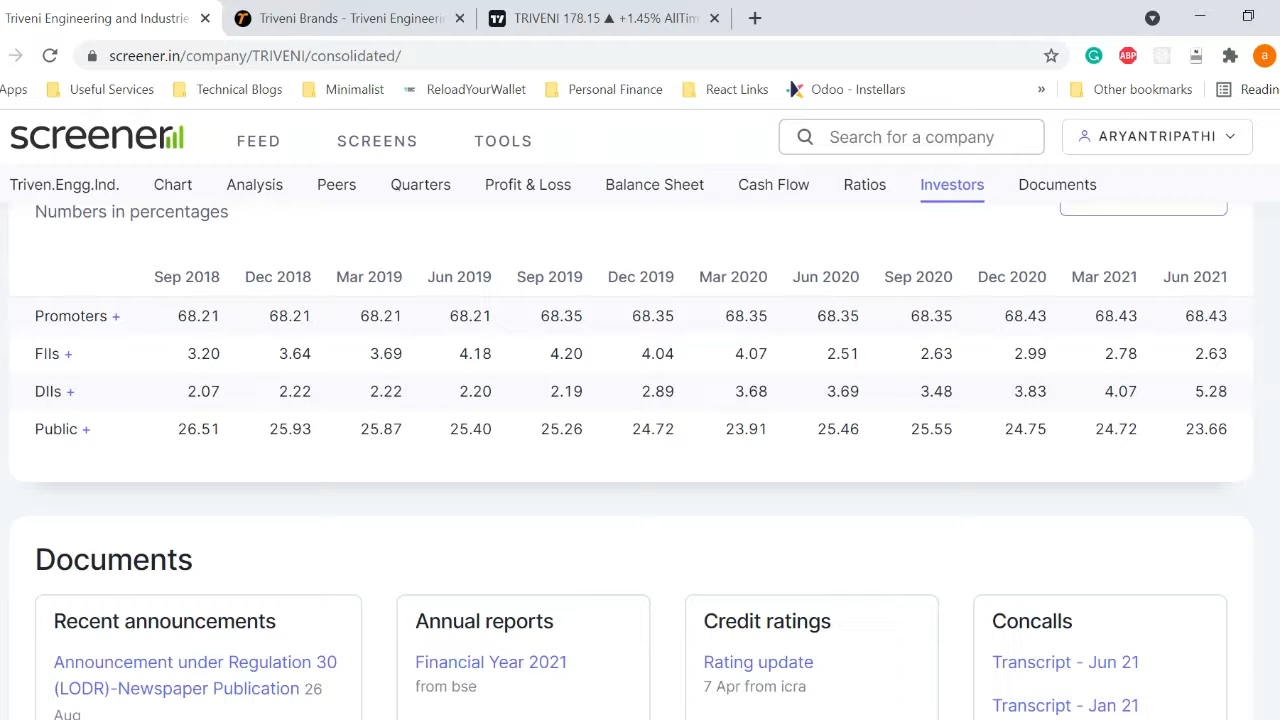 Triveni Engineering and Industrie
Triveni Brands - Triveni Engineerin
TRIVENI 178.15 ▲ +1.45% AllTim
screener.in/company/TRIVENI/consolidated/
ABP
a
Apps
Useful Services
Technical Blogs
Minimalist
ReloadYourWallet
Personal Finance
React Links
Odoo - Instellars
»
Other bookmarks
Readin
screener
FEED
SCREENS
TOOLS
Search for a company
ARYANTRIPATHI
Triven.Engg.Ind.
Chart
Analysis
Peers
Quarters
Profit & Loss
Balance Sheet
Cash Flow
Ratios
Investors
Documents
Numbers in percentages
Sep 2018 Dec 2018 Mar 2019 Jun 2019 Sep 2019 Dec 2019 Mar 2020 Jun 2020 Sep 2020 Dec 2020 Mar 2021 Jun 2021
Promoters + 68.21 68.21 68.21 68.21 68.35 68.35 68.35 68.35 68.35 68.43 68.43 68.43
FIIs + 3.20 3.64 3.69 4.18 4.20 4.04 4.07 2.51 2.63 2.99 2.78 2.63
DIIs + 2.07 2.22 2.22 2.20 2.19 2.89 3.68 3.69 3.48 3.83 4.07 5.28
Public + 26.51 25.93 25.87 25.40 25.26 24.72 23.91 25.46 25.55 24.75 24.72 23.66
Documents
Recent announcements
Announcement under Regulation 30
(LODR)-Newspaper Publication 26
Aug
Annual reports
Financial Year 2021
from bse
Credit ratings
Rating update
7 Apr from icra
Concalls
Transcript - Jun 21
Transcript - Jan 21